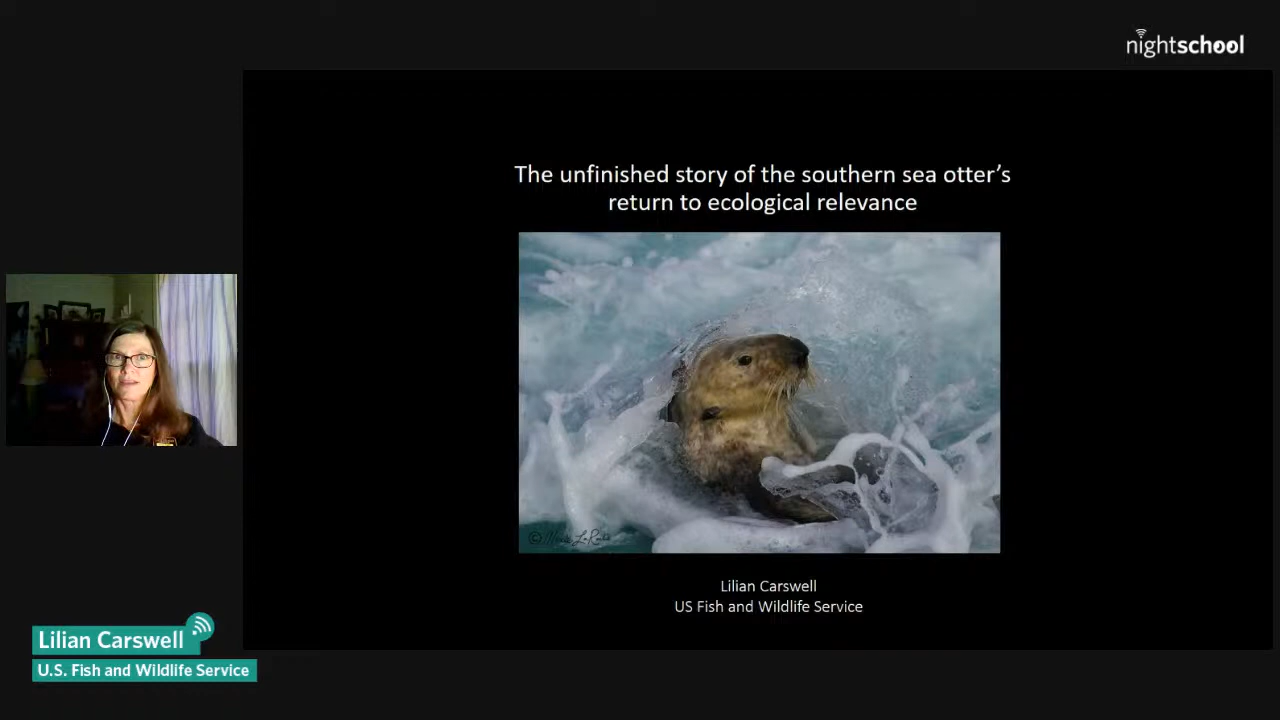 nightschool
The unfinished story of the southern sea otter's
return to ecological relevance
Lilian Carswell
US Fish and Wildlife Service
Lilian Carswell
U.S. Fish and Wildlife Service